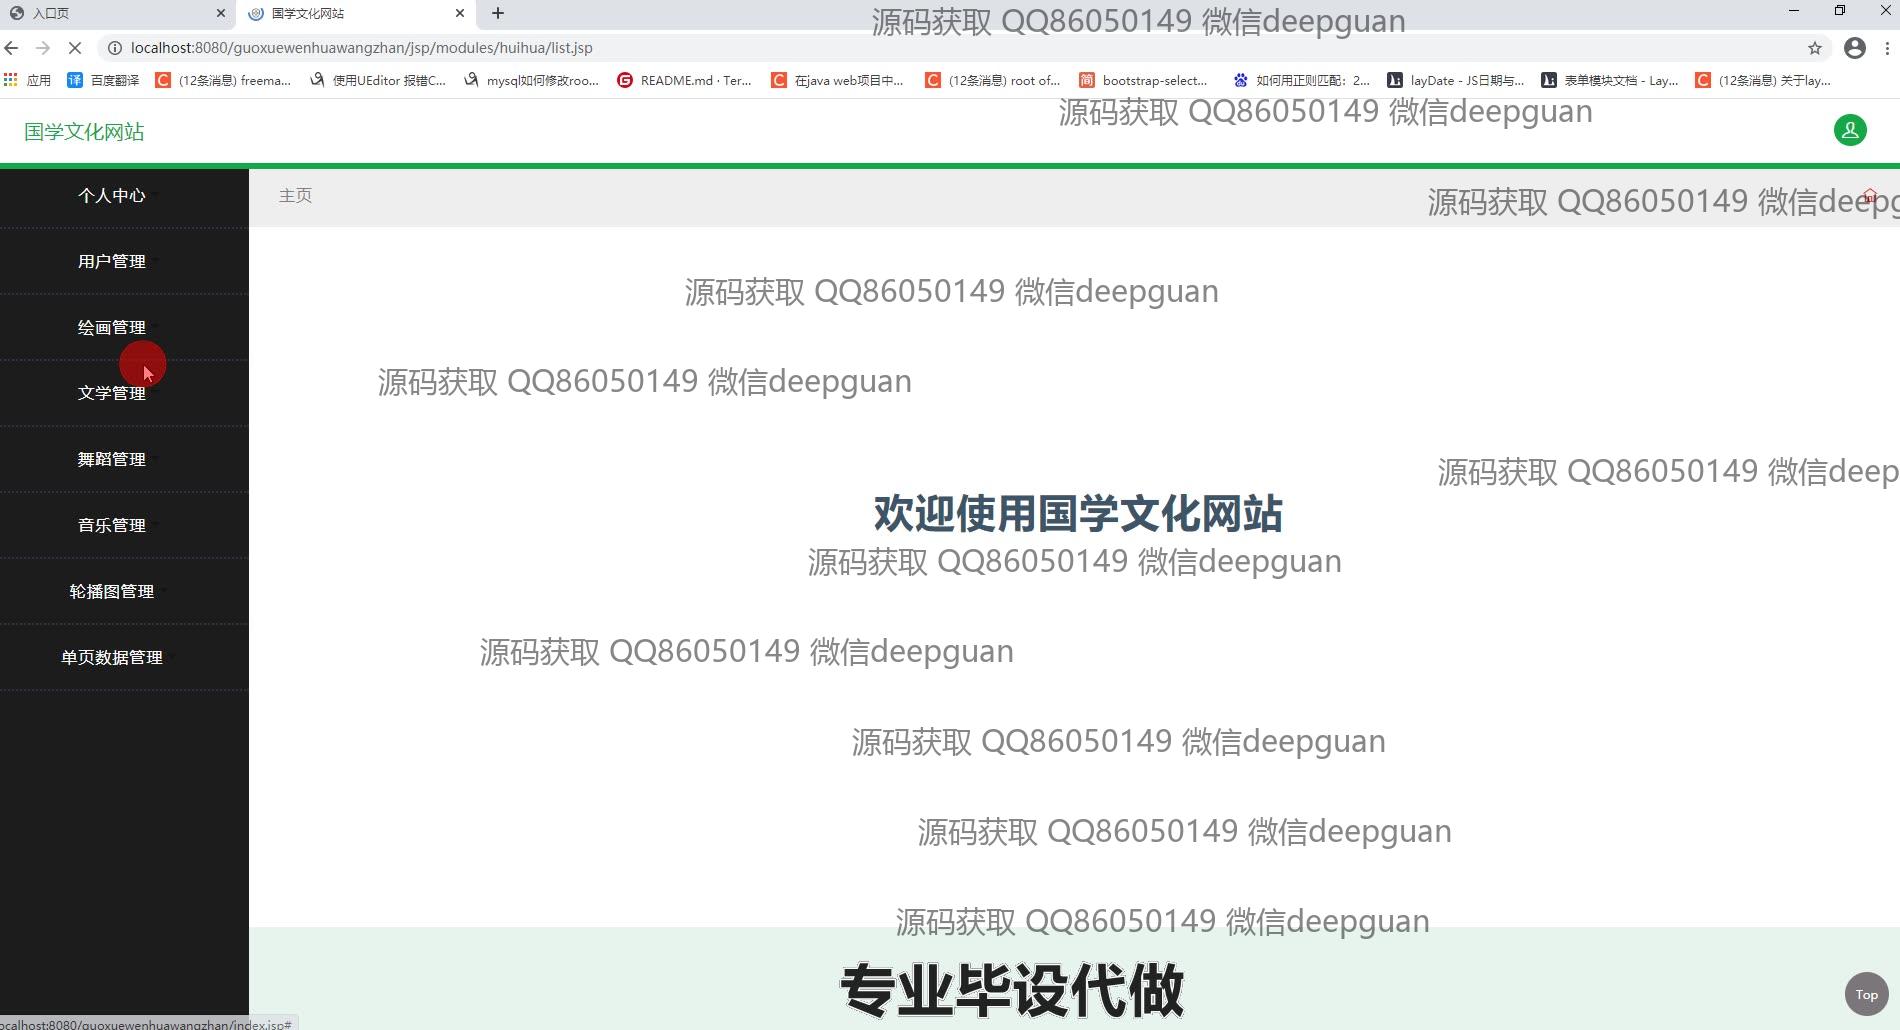 入口页
国学文化网站
源码获取 QQ86050149 微信deepguan
localhost:8080/guoxuewenhuawangzhan/jsp/modules/huihua/list.jsp
应用
百度翻译
(12条消息) freema...
使用UEditor 报错C...
mysql如何修改roo...
README.md · Ter...
在java web项目中...
(12条消息) root of...
bootstrap-select...
如何用正则匹配：2...
layDate - JS日期与...
表单模块文档 - Lay...
(12条消息) 关于lay...
源码获取 QQ86050149 微信deepguan
国学文化网站
个人中心
主页
源码获取 QQ86050149 微信deepg
用户管理
源码获取 QQ86050149 微信deepguan
绘画管理
源码获取 QQ86050149 微信deepguan
文学管理
舞蹈管理
源码获取 QQ86050149 微信deep
欢迎使用国学文化网站
音乐管理
源码获取 QQ86050149 微信deepguan
轮播图管理
单页数据管理
源码获取 QQ86050149 微信deepguan
源码获取 QQ86050149 微信deepguan
源码获取 QQ86050149 微信deepguan
源码获取 QQ86050149 微信deepguan
专业毕设代做
Top
ocalhost:8080/guoxuewenhuawangzhan/index.jsp#